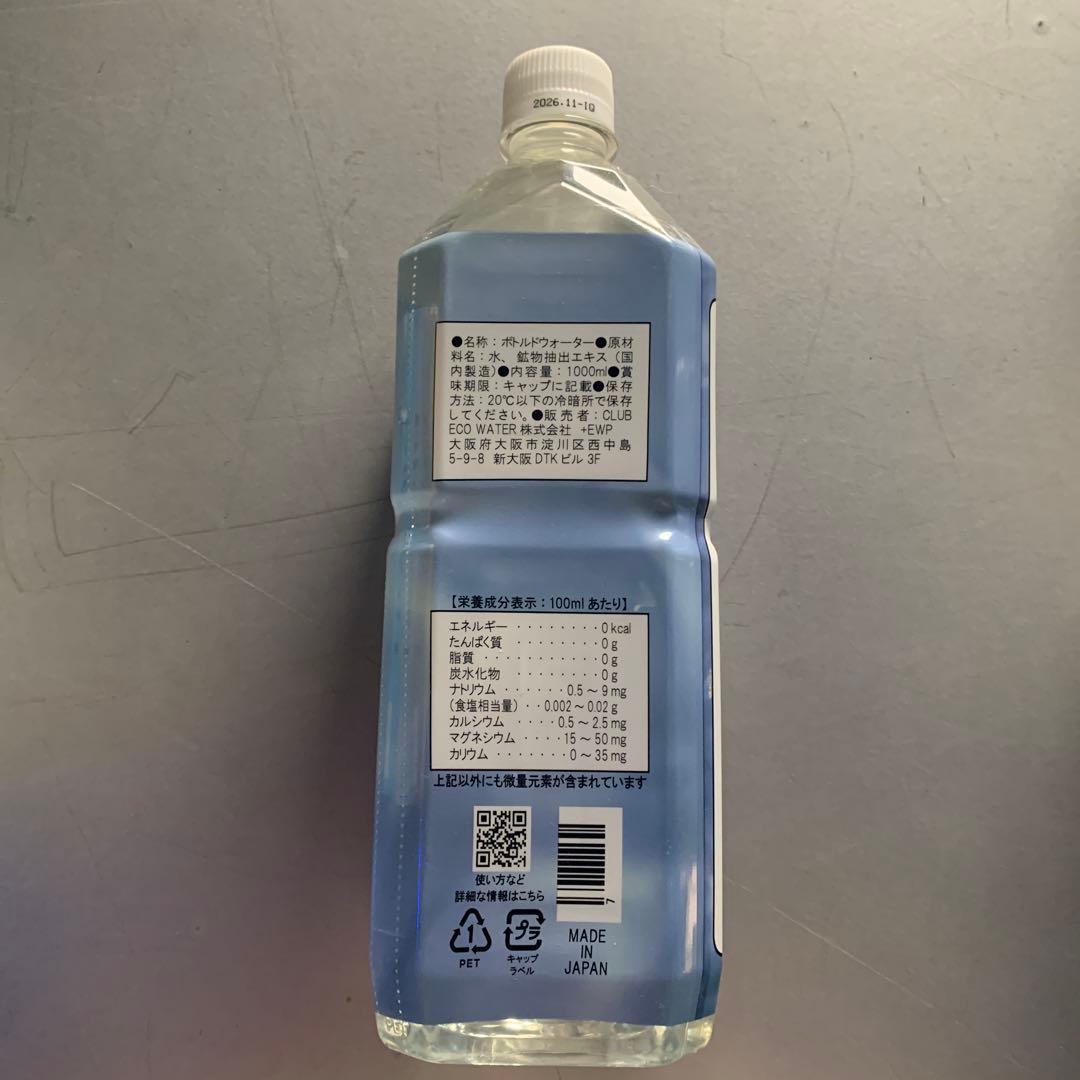 2026.11-IQ
●名称：ボトルドウォーター●原材
料名：水、鉱物抽出エキス（国
内製造）●内容量：1000ml●賞
味期限：キャップに記載●保存
方法：20℃以下の冷暗所で保存
してください。●販売者：CLUB
ECO WATER 株式会社 +EWP
大阪府大阪市淀川区西中島
5-9-8 新大阪DTKビル 3F
【栄養成分表示：100mlあたり】
エネルギー ········ 0 kcal
たんぱく質 ········ 0 g
脂質 ··········· 0 g
炭水化物 ········ 0 g
ナトリウム ······ 0.5～9 mg
（食塩相当量）·· 0.002～0.02 g
カルシウム ···· 0.5～2.5 mg
マグネシウム ···· 15～50 mg
カリウム ······· 0～35 mg
上記以外にも微量元素が含まれています
使い方など
詳細な情報はこちら
7
1
PET
プラ
キャップ
ラベル
MADE
IN
JAPAN